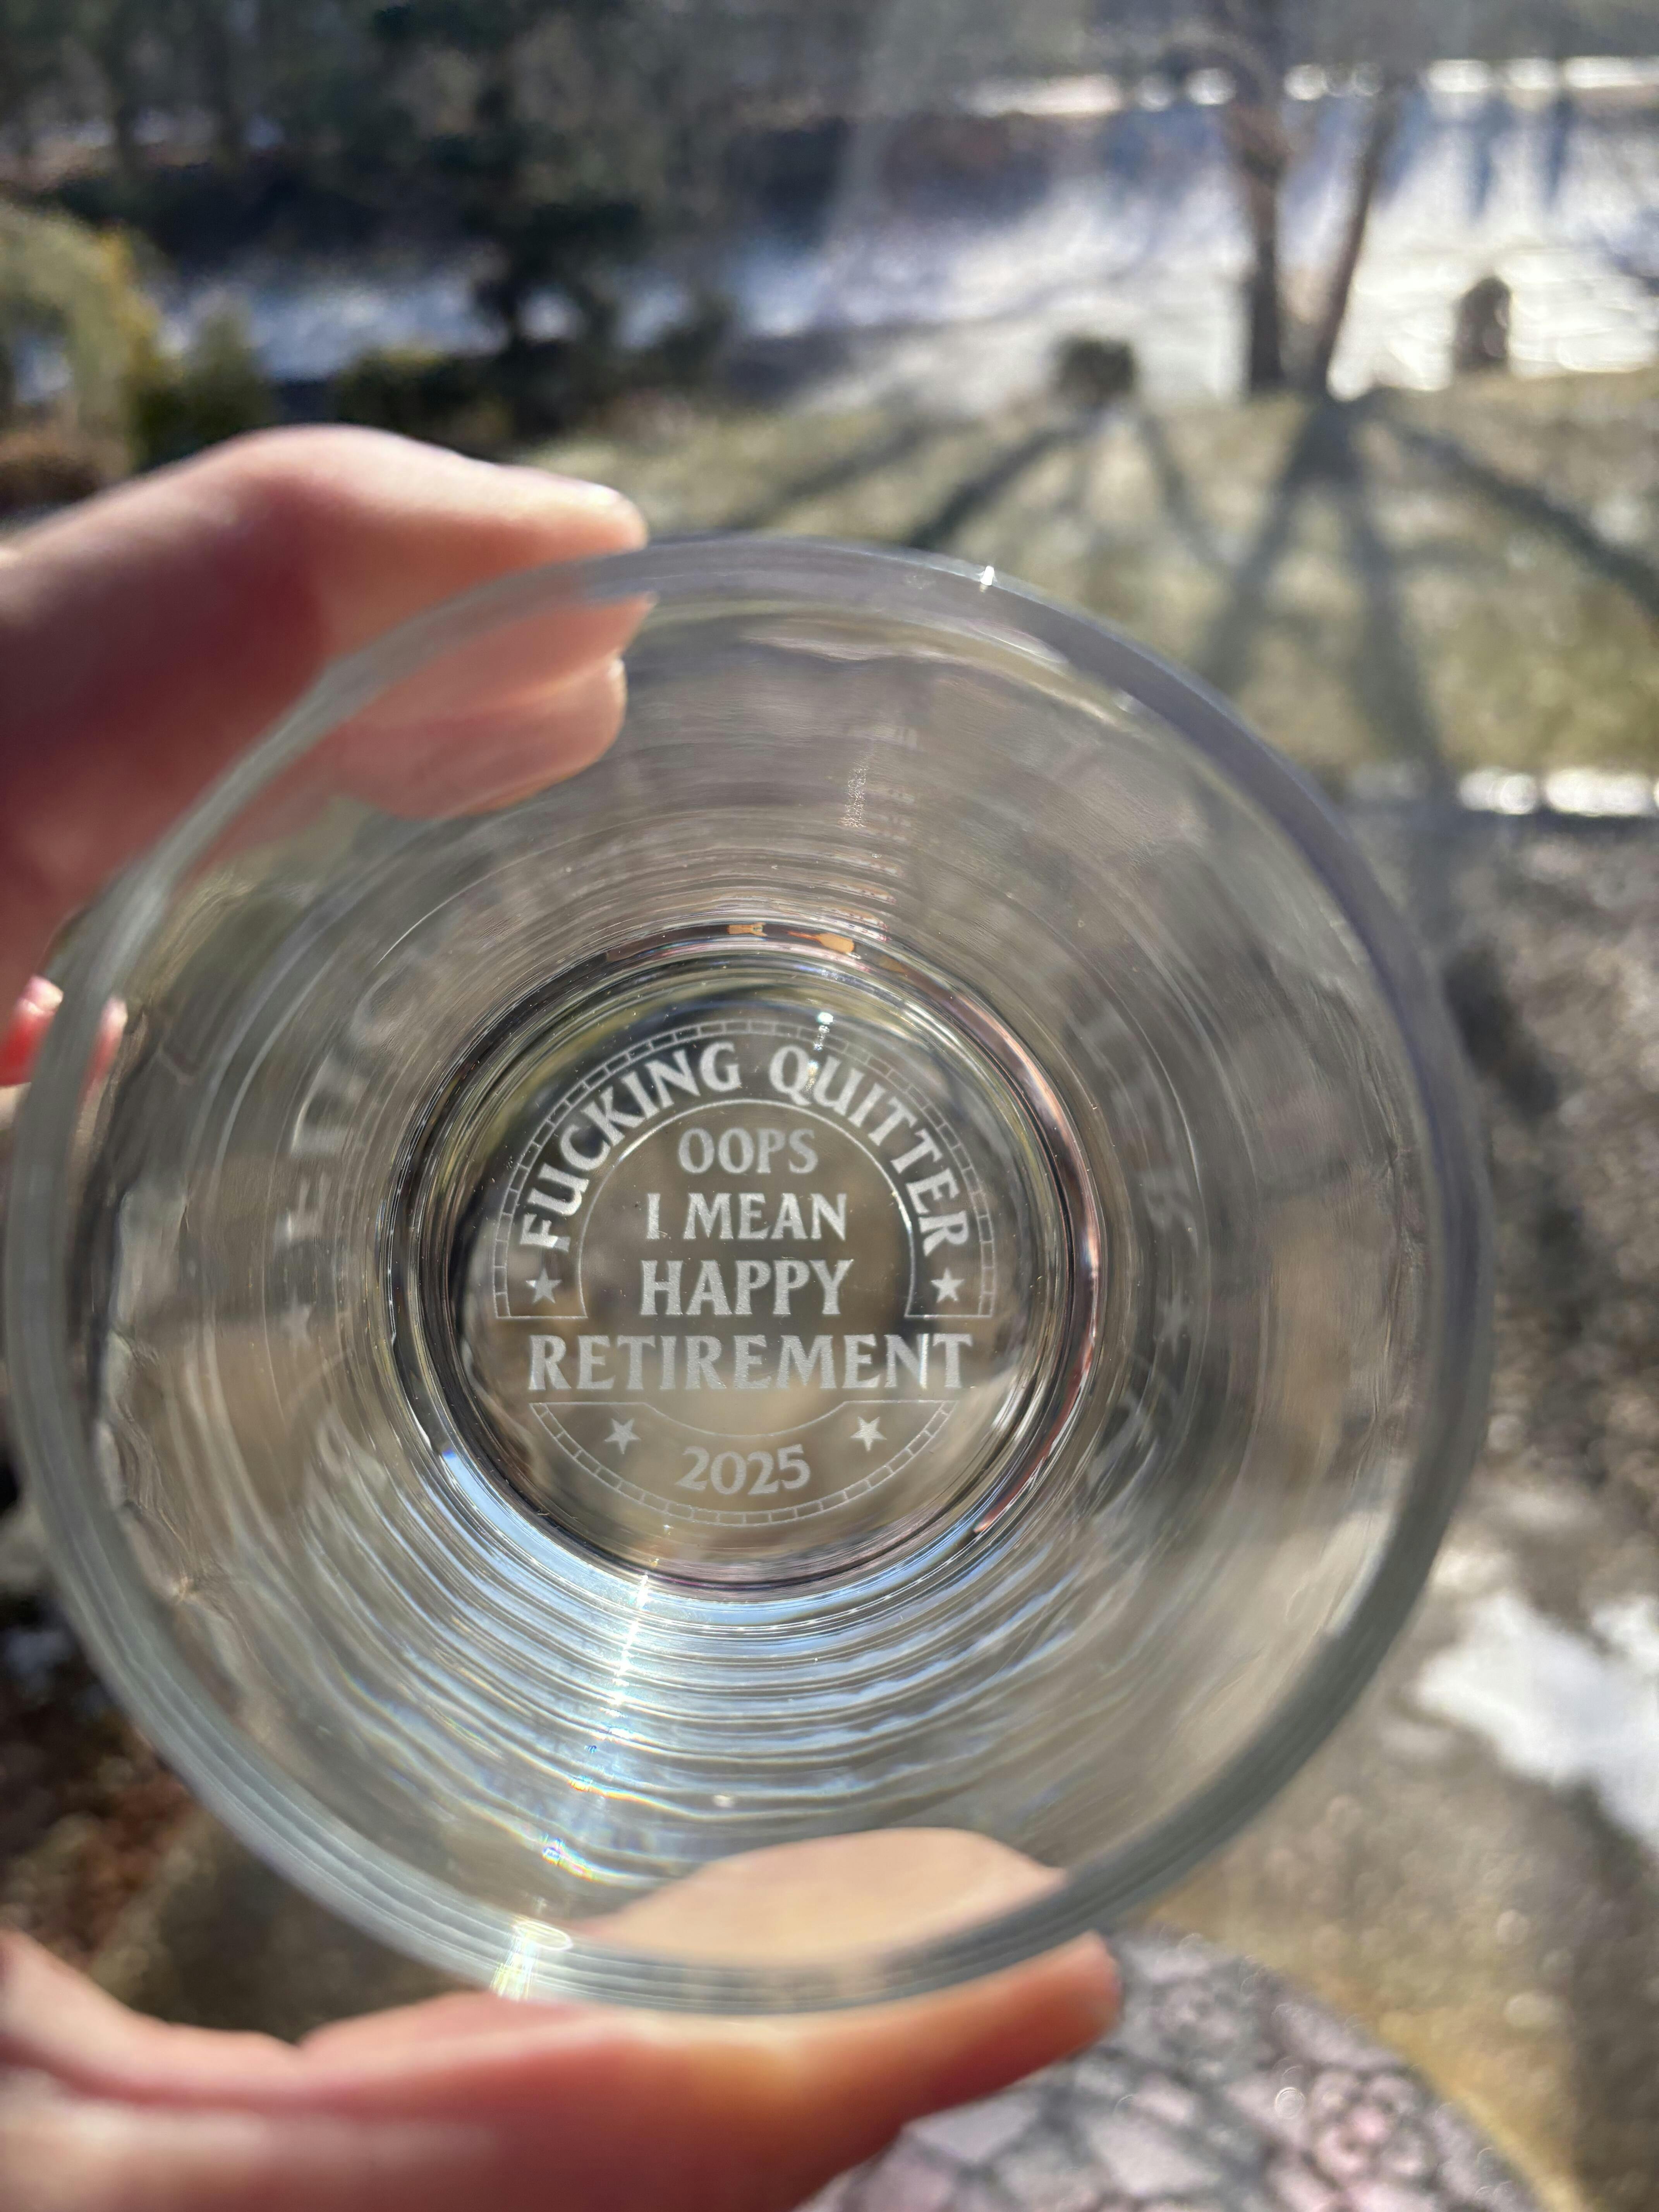 FUCKING QUITTER
OOPS
I MEAN
HAPPY
RETIREMENT
2025